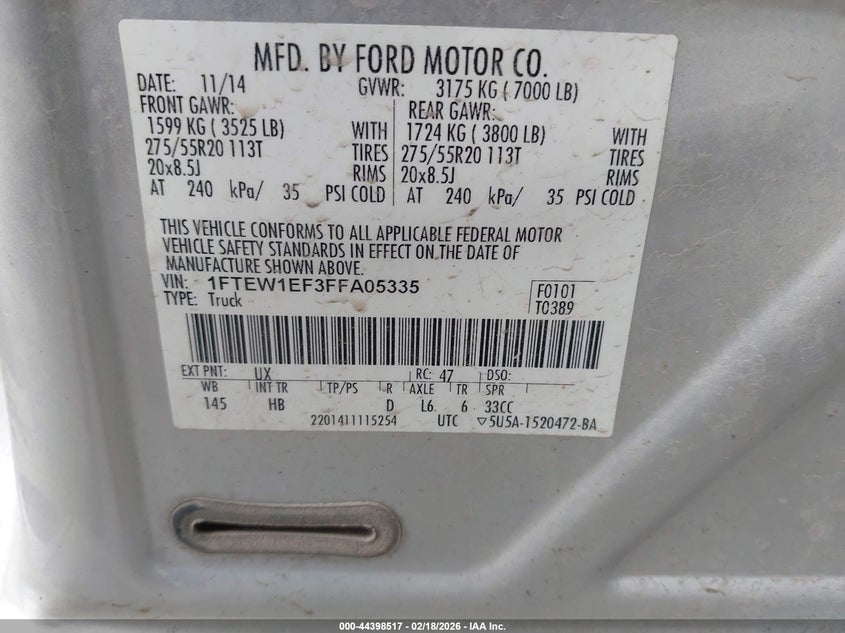 MFD. BY FORD MOTOR CO.
DATE: 11/14 GVWR: 3175 KG ( 7000 LB)
FRONT GAWR: REAR GAWR:
1599 KG ( 3525 LB) WITH 1724 KG ( 3800 LB) WITH
275/55R20 113T TIRES 275/55R20 113T TIRES
20x8.5J RIMS 20x8.5J RIMS
AT 240 kPa/ 35 PSI COLD AT 240 kPa/ 35 PSI COLD
THIS VEHICLE CONFORMS TO ALL APPLICABLE FEDERAL MOTOR
VEHICLE SAFETY STANDARDS IN EFFECT ON THE DATE OF
MANUFACTURE SHOWN ABOVE.
VIN: 1FTEW1EF3FFA05335 F0101
TYPE: Truck T0389
EXT PNT: UX RC: 47 DSO:
WB INT TR TP/PS R AXLE TR SPR
145 HB D L6 6 33CC
2201411115254 UTC ▽5U5A-1520472-BA
000-44398517 - 02/18/2026 - IAA Inc.